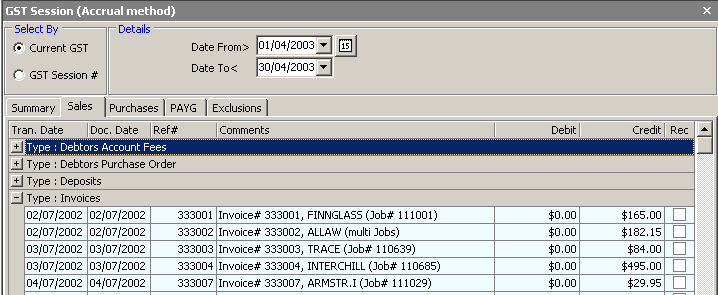 GST Session (Accrual method)
Select By
Details
Current GST
GST Session #
Date From> 01/04/2003 15
Date To< 30/04/2003
Summary Sales Purchases PAYG Exclusions
Tran. Date Doc. Date Ref# Comments Debit Credit Rec
Type : Debtors Account Fees
Type : Debtors Purchase Order
Type : Deposits
Type : Invoices
02/07/2002 02/07/2002 333001 Invoice# 333001, FINNGLASS (Job# 111001) $0.00 $165.00
02/07/2002 02/07/2002 333002 Invoice# 333002, ALLAW (multi Jobs) $0.00 $182.15
03/07/2002 03/07/2002 333003 Invoice# 333003, TRACE (Job# 110639) $0.00 $84.00
03/07/2002 03/07/2002 333004 Invoice# 333004, INTERCHILL (Job# 110685) $0.00 $495.00
04/07/2002 04/07/2002 333007 Invoice# 333007, ARMSTR.I (Job# 111029) $0.00 $29.95